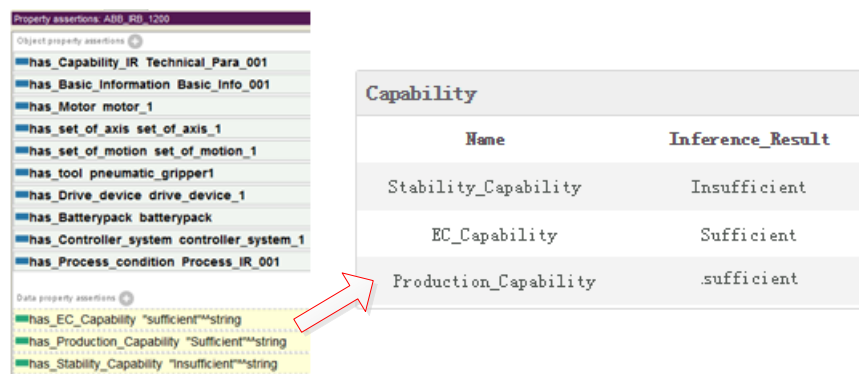 Property assertions: ABB_IRB_1200
Object property assertions
has_Capability_IR Technical_Para_001
has_Basic_Information Basic_Info_001
has_Motor motor_1
has_set_of_axis set_of_axis_1
has_set_of_motion set_of_motion_1
has_tool pneumatic_gripper1
has_Drive_device drive_device_1
has_Batterypack batterypack
has_Controller_system controller_system_1
has_Process_condition Process_IR_001
Data property assertions
has_EC_Capability "sufficient"^^string
has_Production_Capability "Sufficient"^^string
has_Stability_Capability "Insufficient"^^string
Capability
Name Inference_Result
Stability_Capability Insufficient
EC_Capability Sufficient
Production_Capability .sufficient